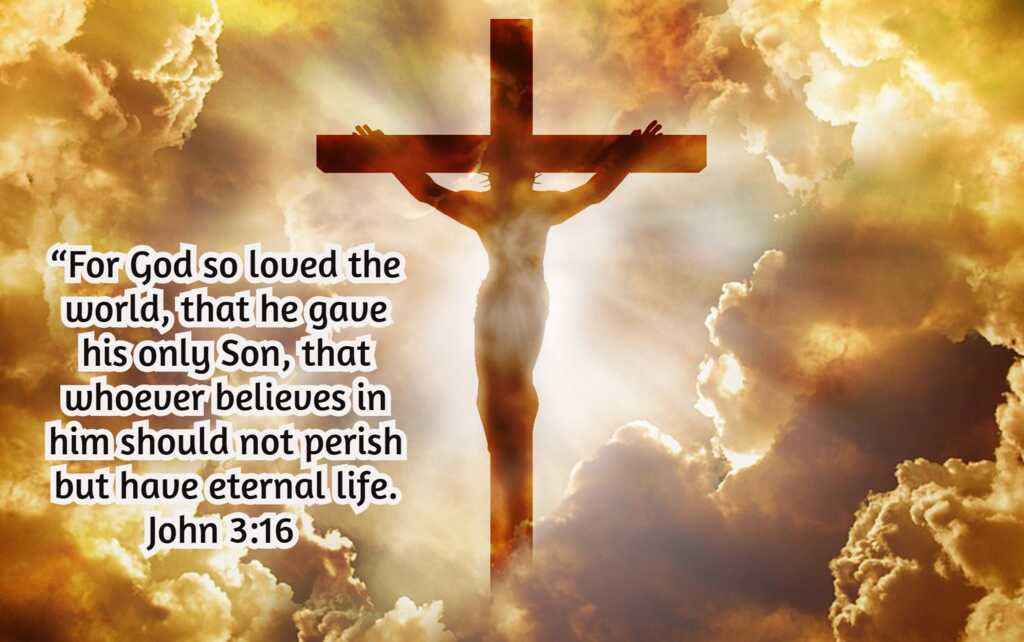 “For God so loved the
world, that he gave
his only Son, that
whoever believes in
him should not perish
but have eternal life.
John 3:16